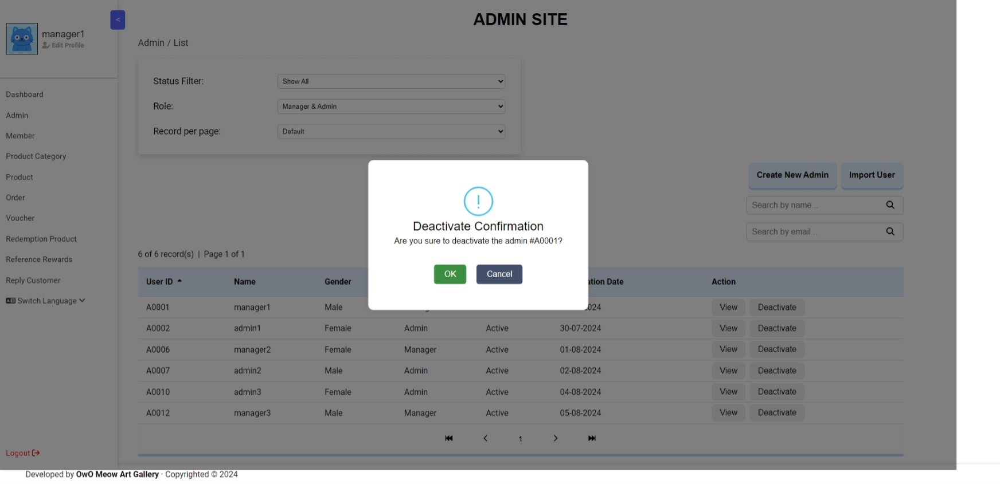 <
ADMIN SITE
manager1
Edit Profile
Admin / List
Status Filter:
Show All
Role:
Manager & Admin
Record per page:
Default
Dashboard
Admin
Member
Product Category
Product
Order
Voucher
Redemption Product
Reference Rewards
Reply Customer
Switch Language
Logout
Create New Admin Import User
Search by name...
Search by email...
Deactivate Confirmation
Are you sure to deactivate the admin #A0001?
OK Cancel
6 of 6 record(s) | Page 1 of 1
User ID Name Gender ation Date Action
A0001 manager1 Male 024 View Deactivate
A0002 admin1 Female Admin Active 30-07-2024 View Deactivate
A0006 manager2 Female Manager Active 01-08-2024 View Deactivate
A0007 admin2 Male Admin Active 02-08-2024 View Deactivate
A0010 admin3 Female Admin Active 04-08-2024 View Deactivate
A0012 manager3 Male Manager Active 05-08-2024 View Deactivate
1
Developed by OwO Meow Art Gallery · Copyrighted © 2024